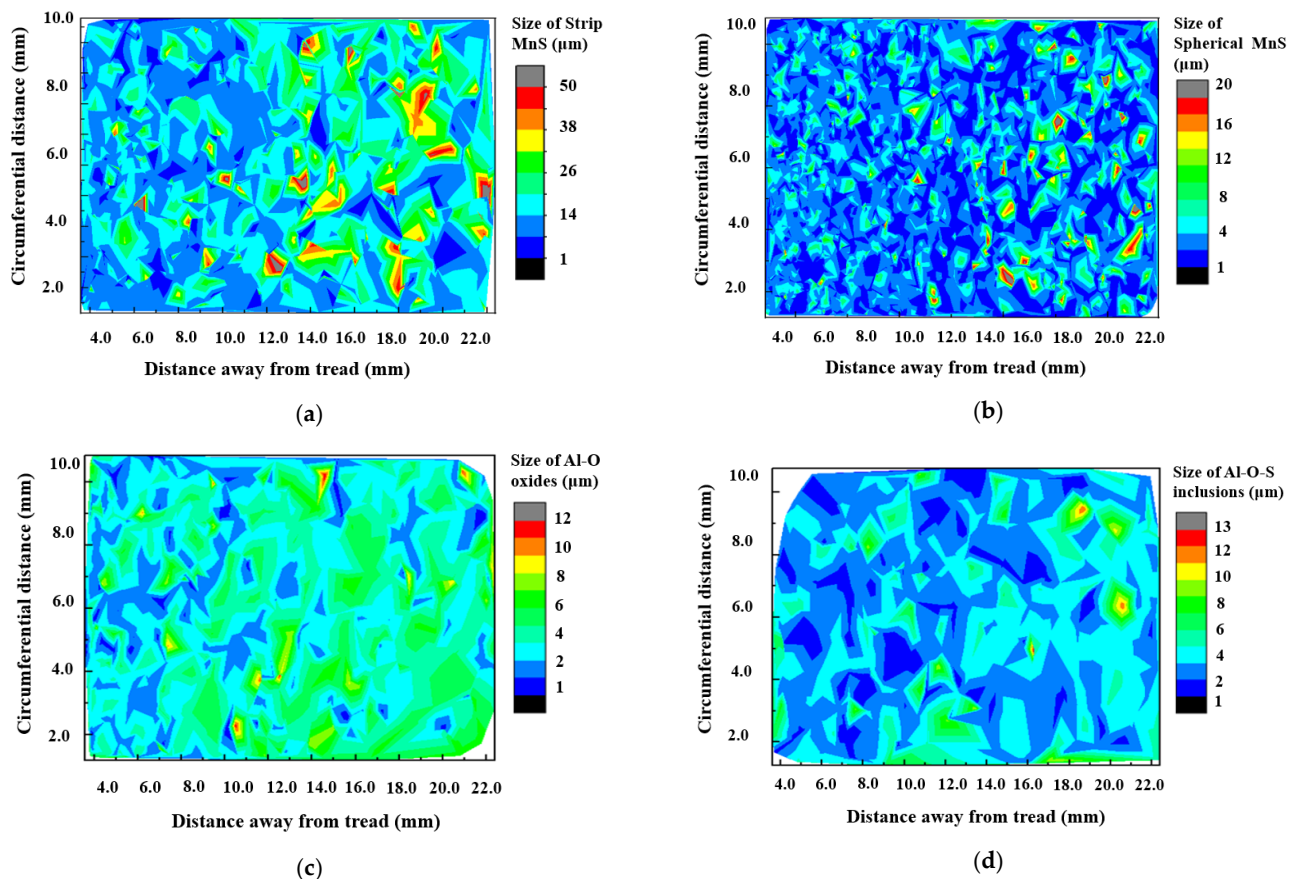 Size of Strip
MnS (μm)
50
38
26
14
1
Circumferential distance (mm)
10.0
8.0
6.0
4.0
2.0
4.0 6.0 8.0 10.0 12.0 14.0 16.0 18.0 20.0 22.0
Distance away from tread (mm)
(a)
Size of
Spherical MnS
(μm)
20
16
12
8
4
1
Circumferential distance (mm)
10.0
8.0
6.0
4.0
2.0
4.0 6.0 8.0 10.0 12.0 14.0 16.0 18.0 20.0 22.0
Distance away from tread (mm)
(b)
Size of Al-O
oxides (μm)
12
10
8
6
4
2
1
Circumferential distance (mm)
10.0
8.0
6.0
4.0
2.0
4.0 6.0 8.0 10.0 12.0 14.0 16.0 18.0 20.0 22.0
Distance away from tread (mm)
(c)
Size of Al-O-S
inclusions (μm)
13
12
10
8
6
4
2
1
Circumferential distance (mm)
10.0
8.0
6.0
4.0
2.0
4.0 6.0 8.0 10.0 12.0 14.0 16.0 18.0 20.0 22.0
Distance away from tread (mm)
(d)